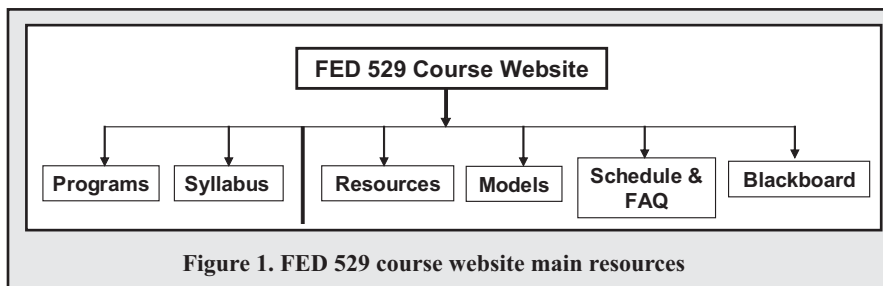 FED 529 Course Website
Programs
Syllabus
Resources
Models
Schedule &
FAQ
Blackboard
Figure 1. FED 529 course website main resources